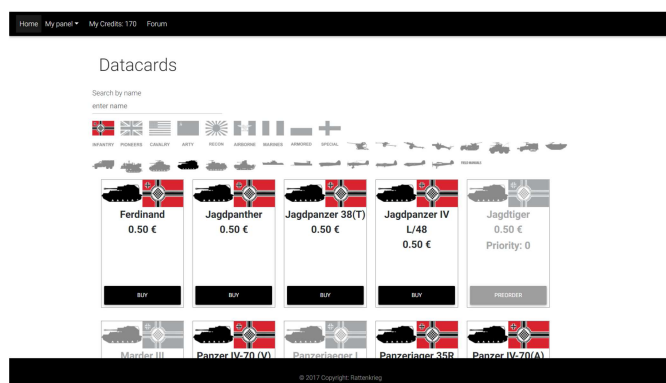 Home My panel My Credits: 170 Forum
Datacards
Search by name
enter name
INFANTRY PIONEERS CAVALRY ARTY RECON AIRBORNE MARINES ARMORED SPECIAL
Ferdinand
0.50 €
BUY
Jagdpanther
0.50 €
BUY
Jagdpanzer 38(T)
0.50 €
BUY
Jagdpanzer IV
L/48
0.50 €
BUY
Jagdtiger
0.50 €
Priority: 0
PREORDER
Marder III
Panzer IV-70 (V)
Panzerjaeger I
Panzerjager 35R
Panzer IV-70(A)
© 2017 Copyright: Rattenkrieg